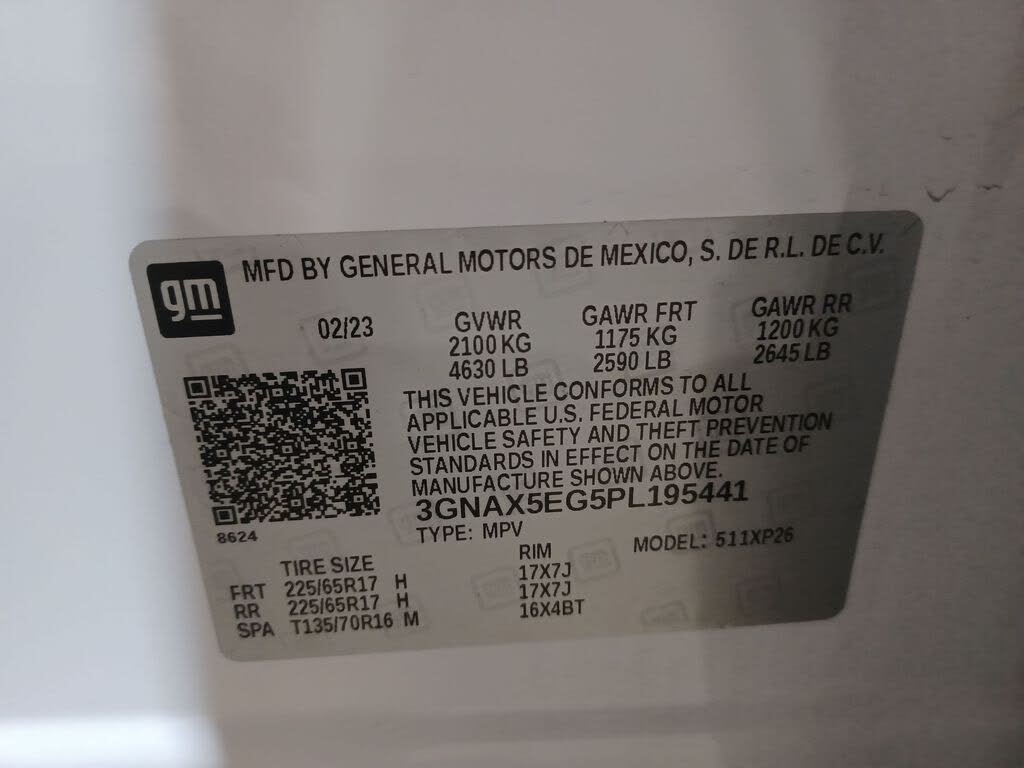 gm
MFD BY GENERAL MOTORS DE MEXICO, S. DE R.L. DE C.V.
02/23
GVWR
2100 KG
4630 LB
GAWR FRT
1175 KG
2590 LB
GAWR RR
1200 KG
2645 LB
THIS VEHICLE CONFORMS TO ALL
APPLICABLE U.S. FEDERAL MOTOR
VEHICLE SAFETY AND THEFT PREVENTION
STANDARDS IN EFFECT ON THE DATE OF
MANUFACTURE SHOWN ABOVE.
3GNAX5EG5PL195441
TYPE: MPV
MODEL: 511XP26
8624
TIRE SIZE RIM
FRT 225/65R17 H 17X7J
RR 225/65R17 H 17X7J
SPA T135/70R16 M 16X4BT